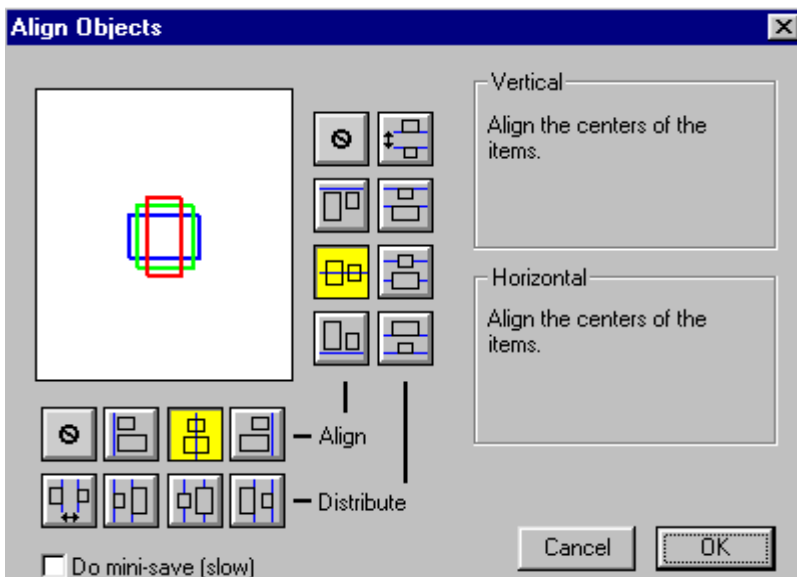 Align Objects
Vertical
Align the centers of the
items.
Horizontal
Align the centers of the
items.
Align
Distribute
Cancel
OK
Do mini-save (slow)